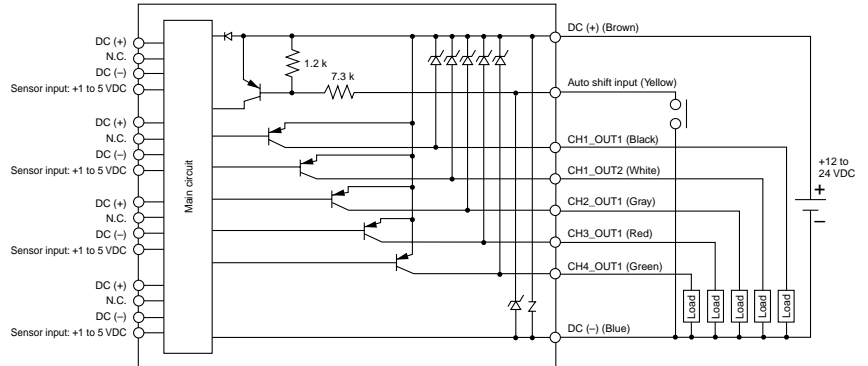 DC (+)
N.C.
DC (–)
Sensor input: +1 to 5 VDC
DC (+)
N.C.
DC (–)
Sensor input: +1 to 5 VDC
DC (+)
N.C.
DC (–)
Sensor input: +1 to 5 VDC
DC (+)
N.C.
DC (–)
Sensor input: +1 to 5 VDC
Main circuit
1.2 k
7.3 k
DC (+) (Brown)
Auto shift input (Yellow)
CH1_OUT1 (Black)
CH1_OUT2 (White)
CH2_OUT1 (Gray)
CH3_OUT1 (Red)
CH4_OUT1 (Green)
DC (–) (Blue)
Load
Load
Load
Load
Load
+12 to
24 VDC
+
–